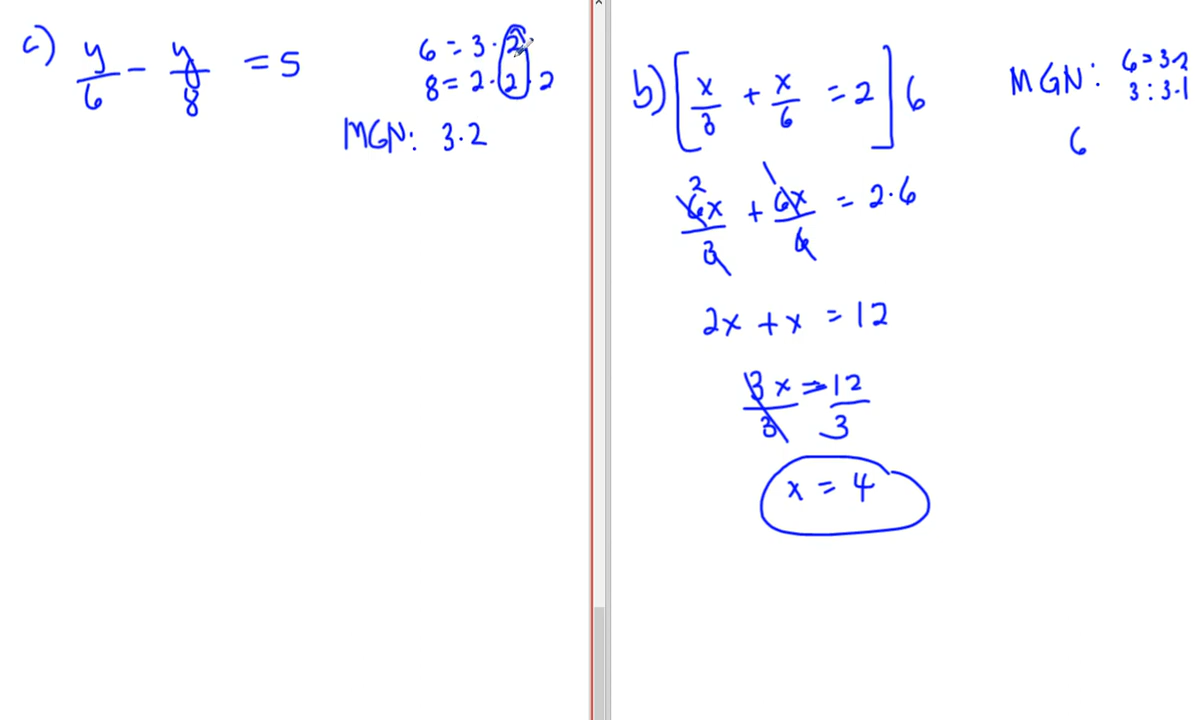 c) y/6 - y/8 = 5
6 = 3·2
8 = 2·2·2
MGN: 3·2
b) [x/3 + x/6 = 2] 6
MGN: 6=3·2
3:3·1
6
2
1
6x/3 + 6x/6 = 2·6
2x + x = 12
3x/3 = 12/3
x = 4